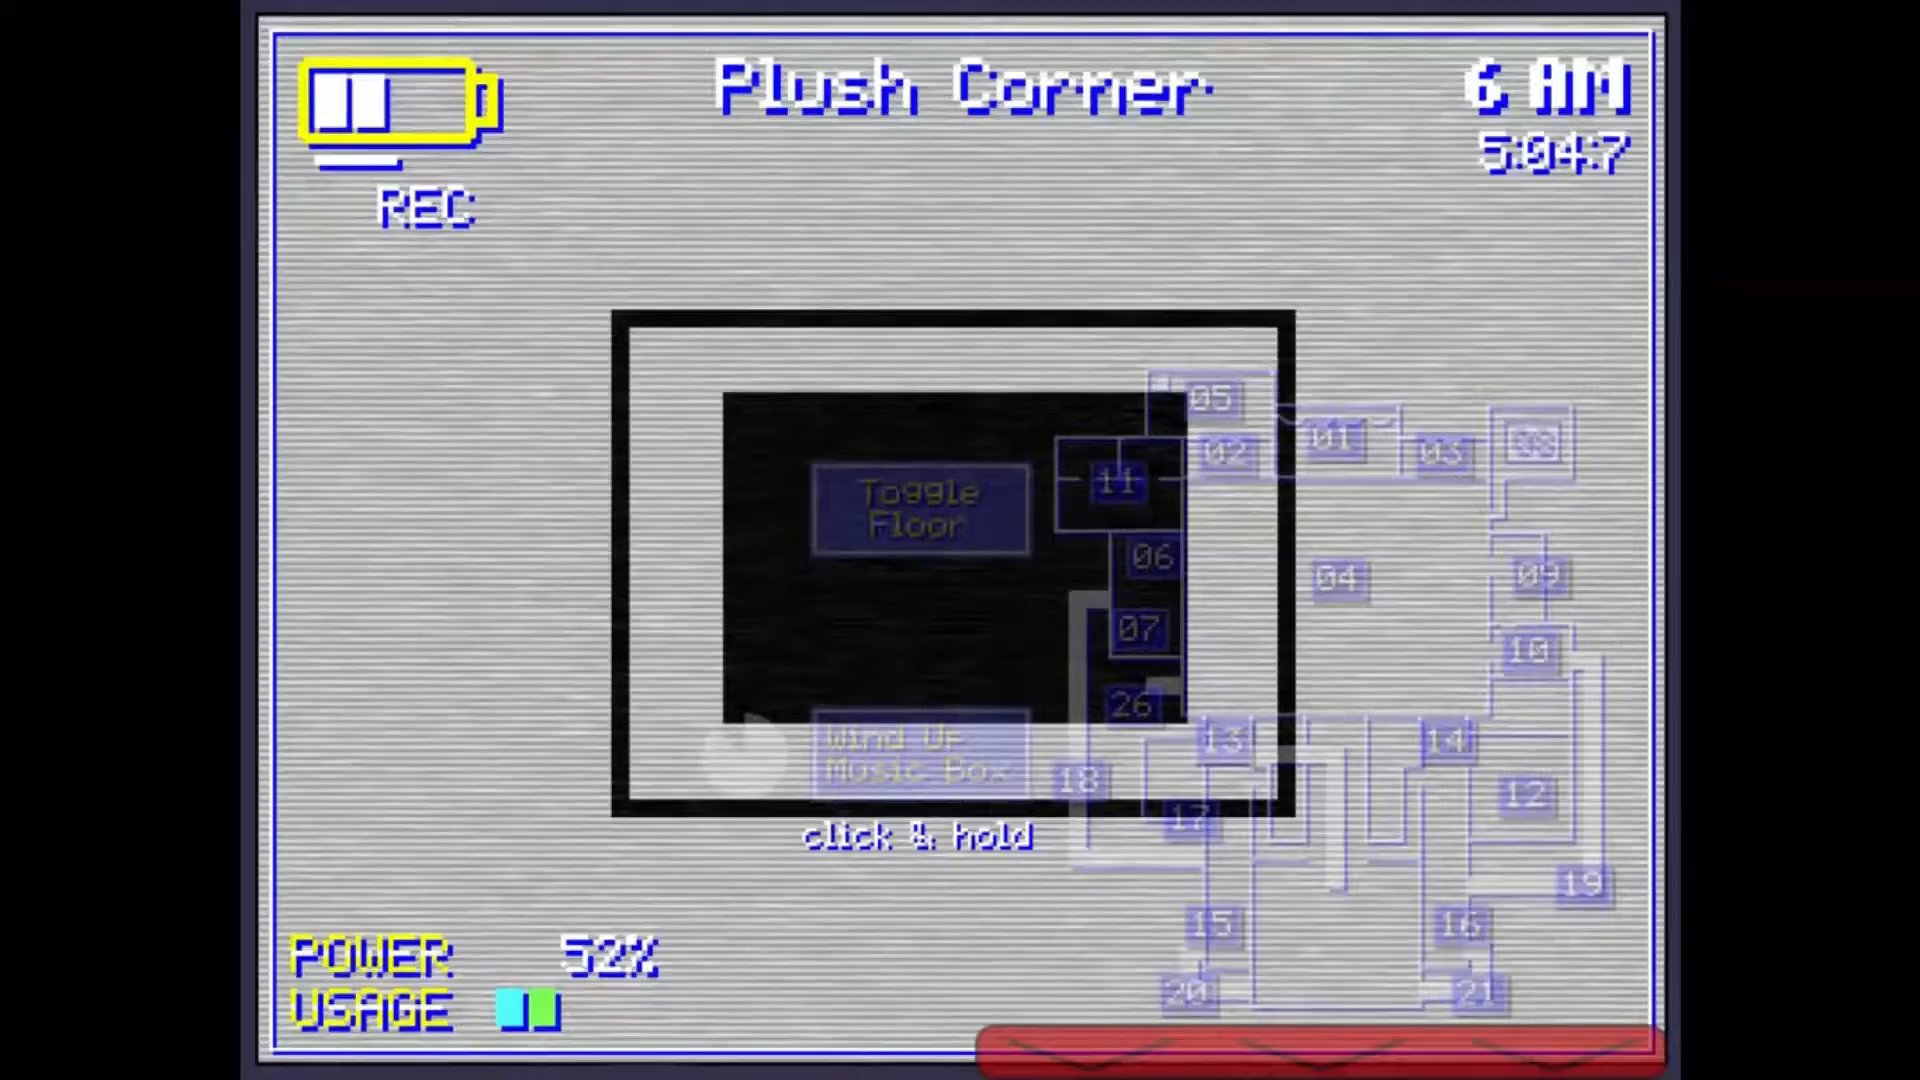 Plush Corner
6 AM
5:04:7
REC
05
01
02
03
08
11
Toggle
Floor
06
04
09
07
10
26
13
14
Wind Up
Music Box
18
12
17
click & hold
19
15
16
POWER 52%
20
21
USAGE